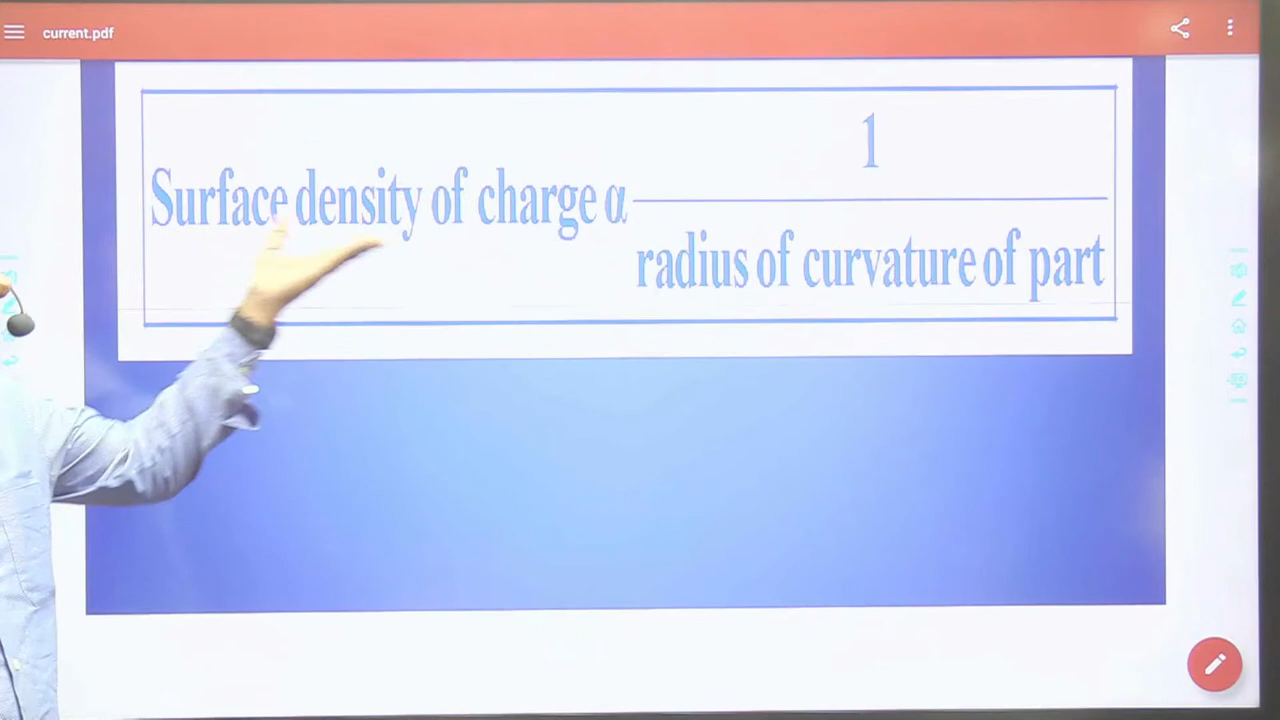 current.pdf
1
Surface density of charge α
radius of curvature of part